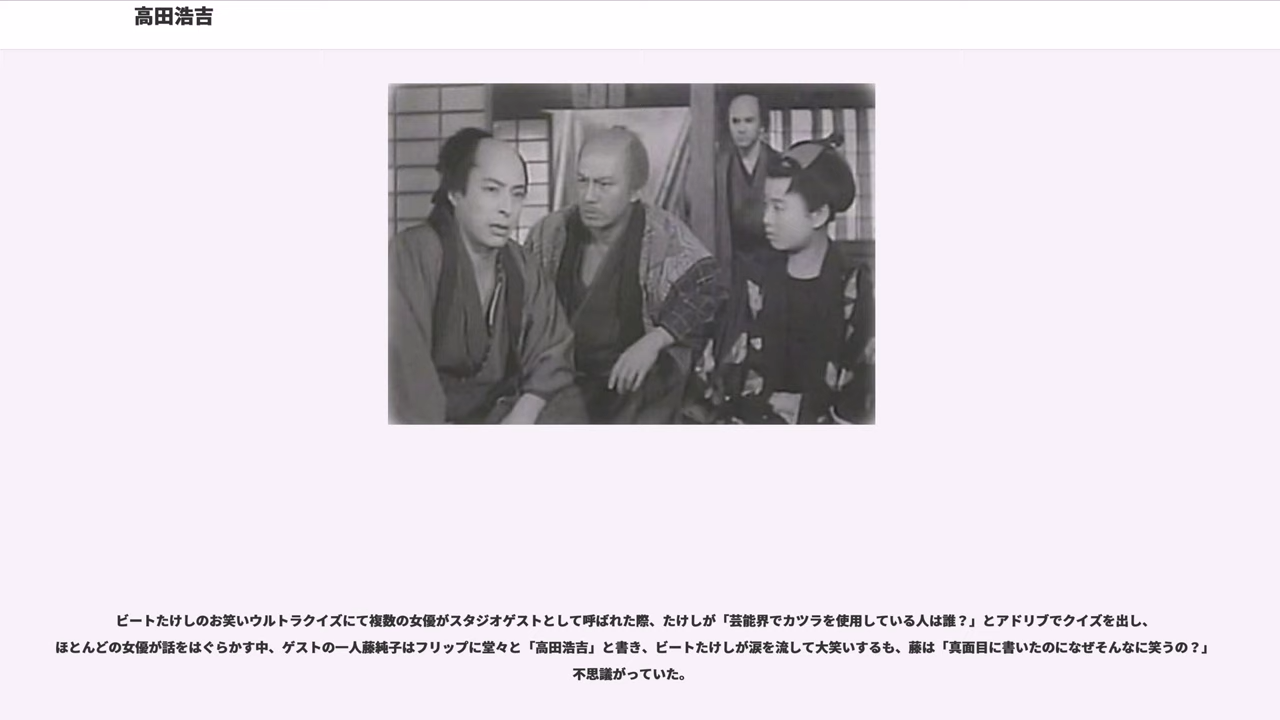 高田浩吉
ビートたけしのお笑いウルトラクイズにて複数の女優がスタジオゲストとして呼ばれた際、たけしが「芸能界でカツラを使用している人は誰？」とアドリブでクイズを出し、
ほとんどの女優が話をはぐらかす中、ゲストの一人藤純子はフリップに堂々と「高田浩吉」と書き、ビートたけしが涙を流して大笑いするも、藤は「真面目に書いたのになぜそんなに笑うの？」
不思議がっていた。